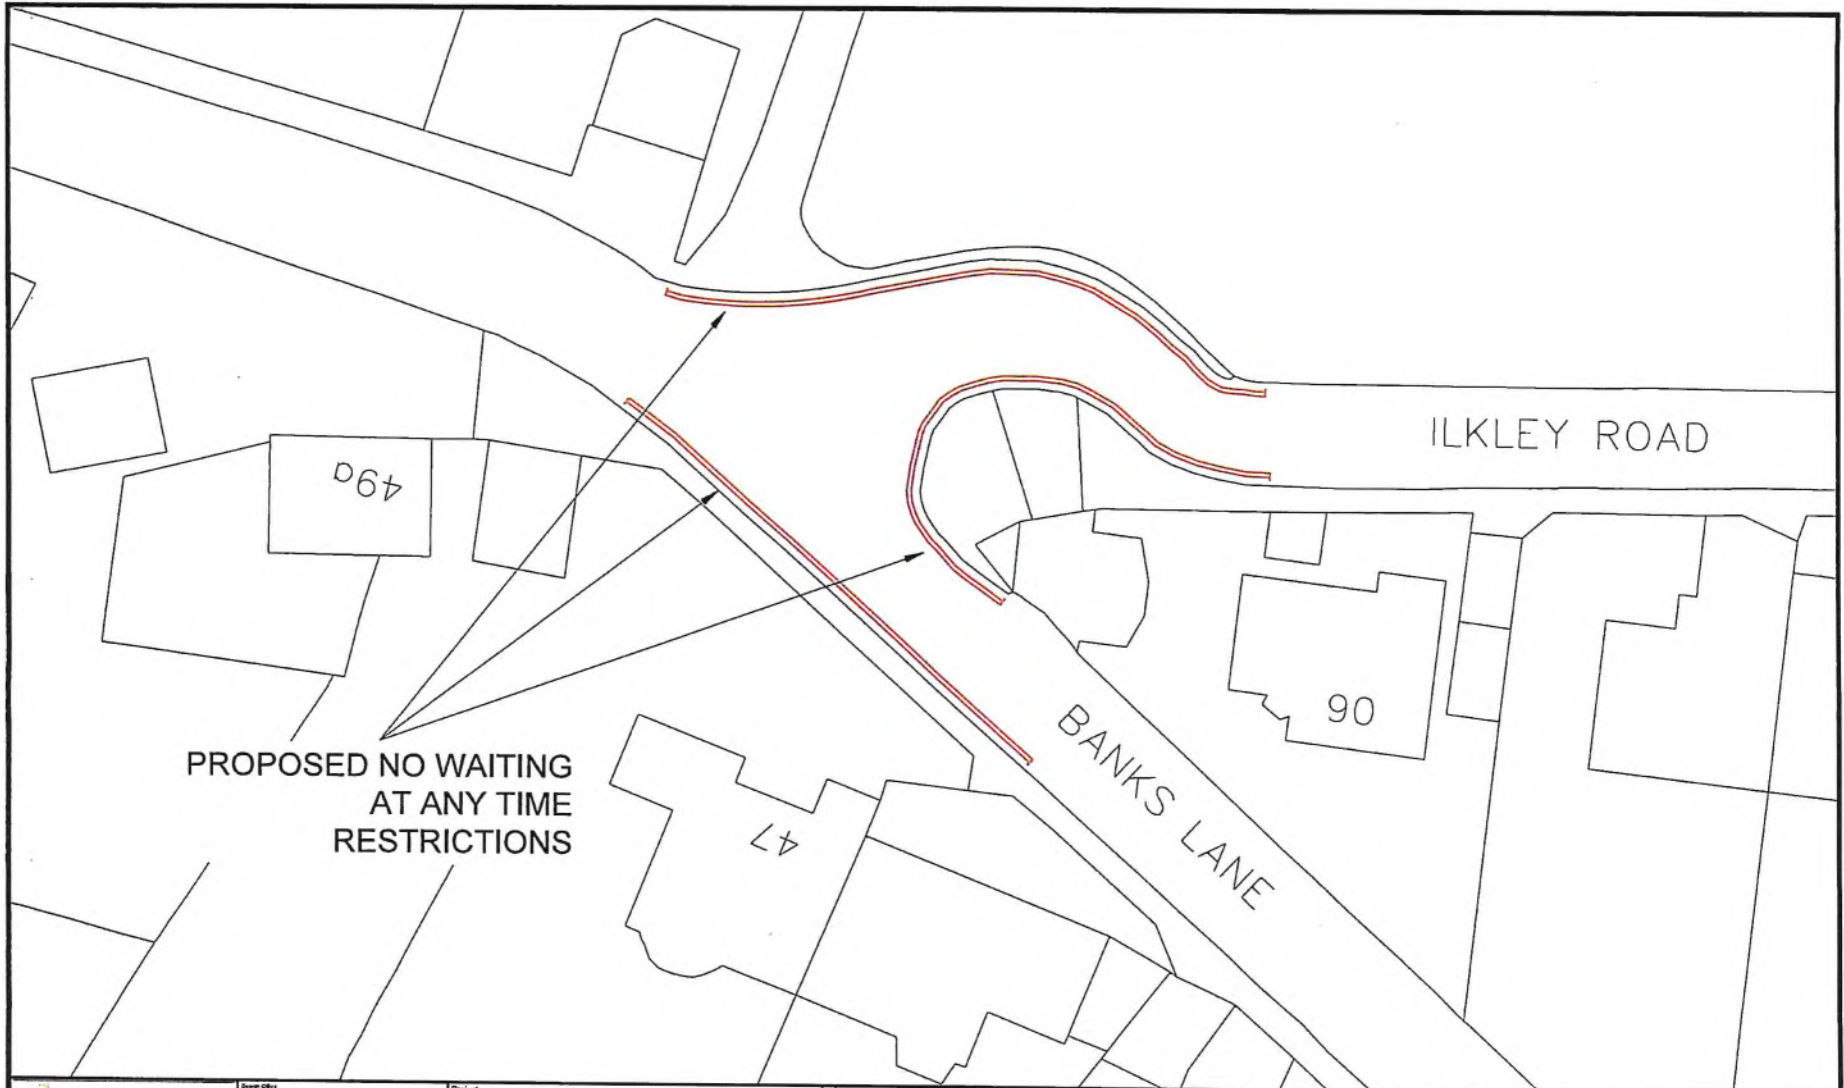 ILKLEY ROAD
49a
90
BANKS LANE
PROPOSED NO WAITING
AT ANY TIME
RESTRICTIONS
47